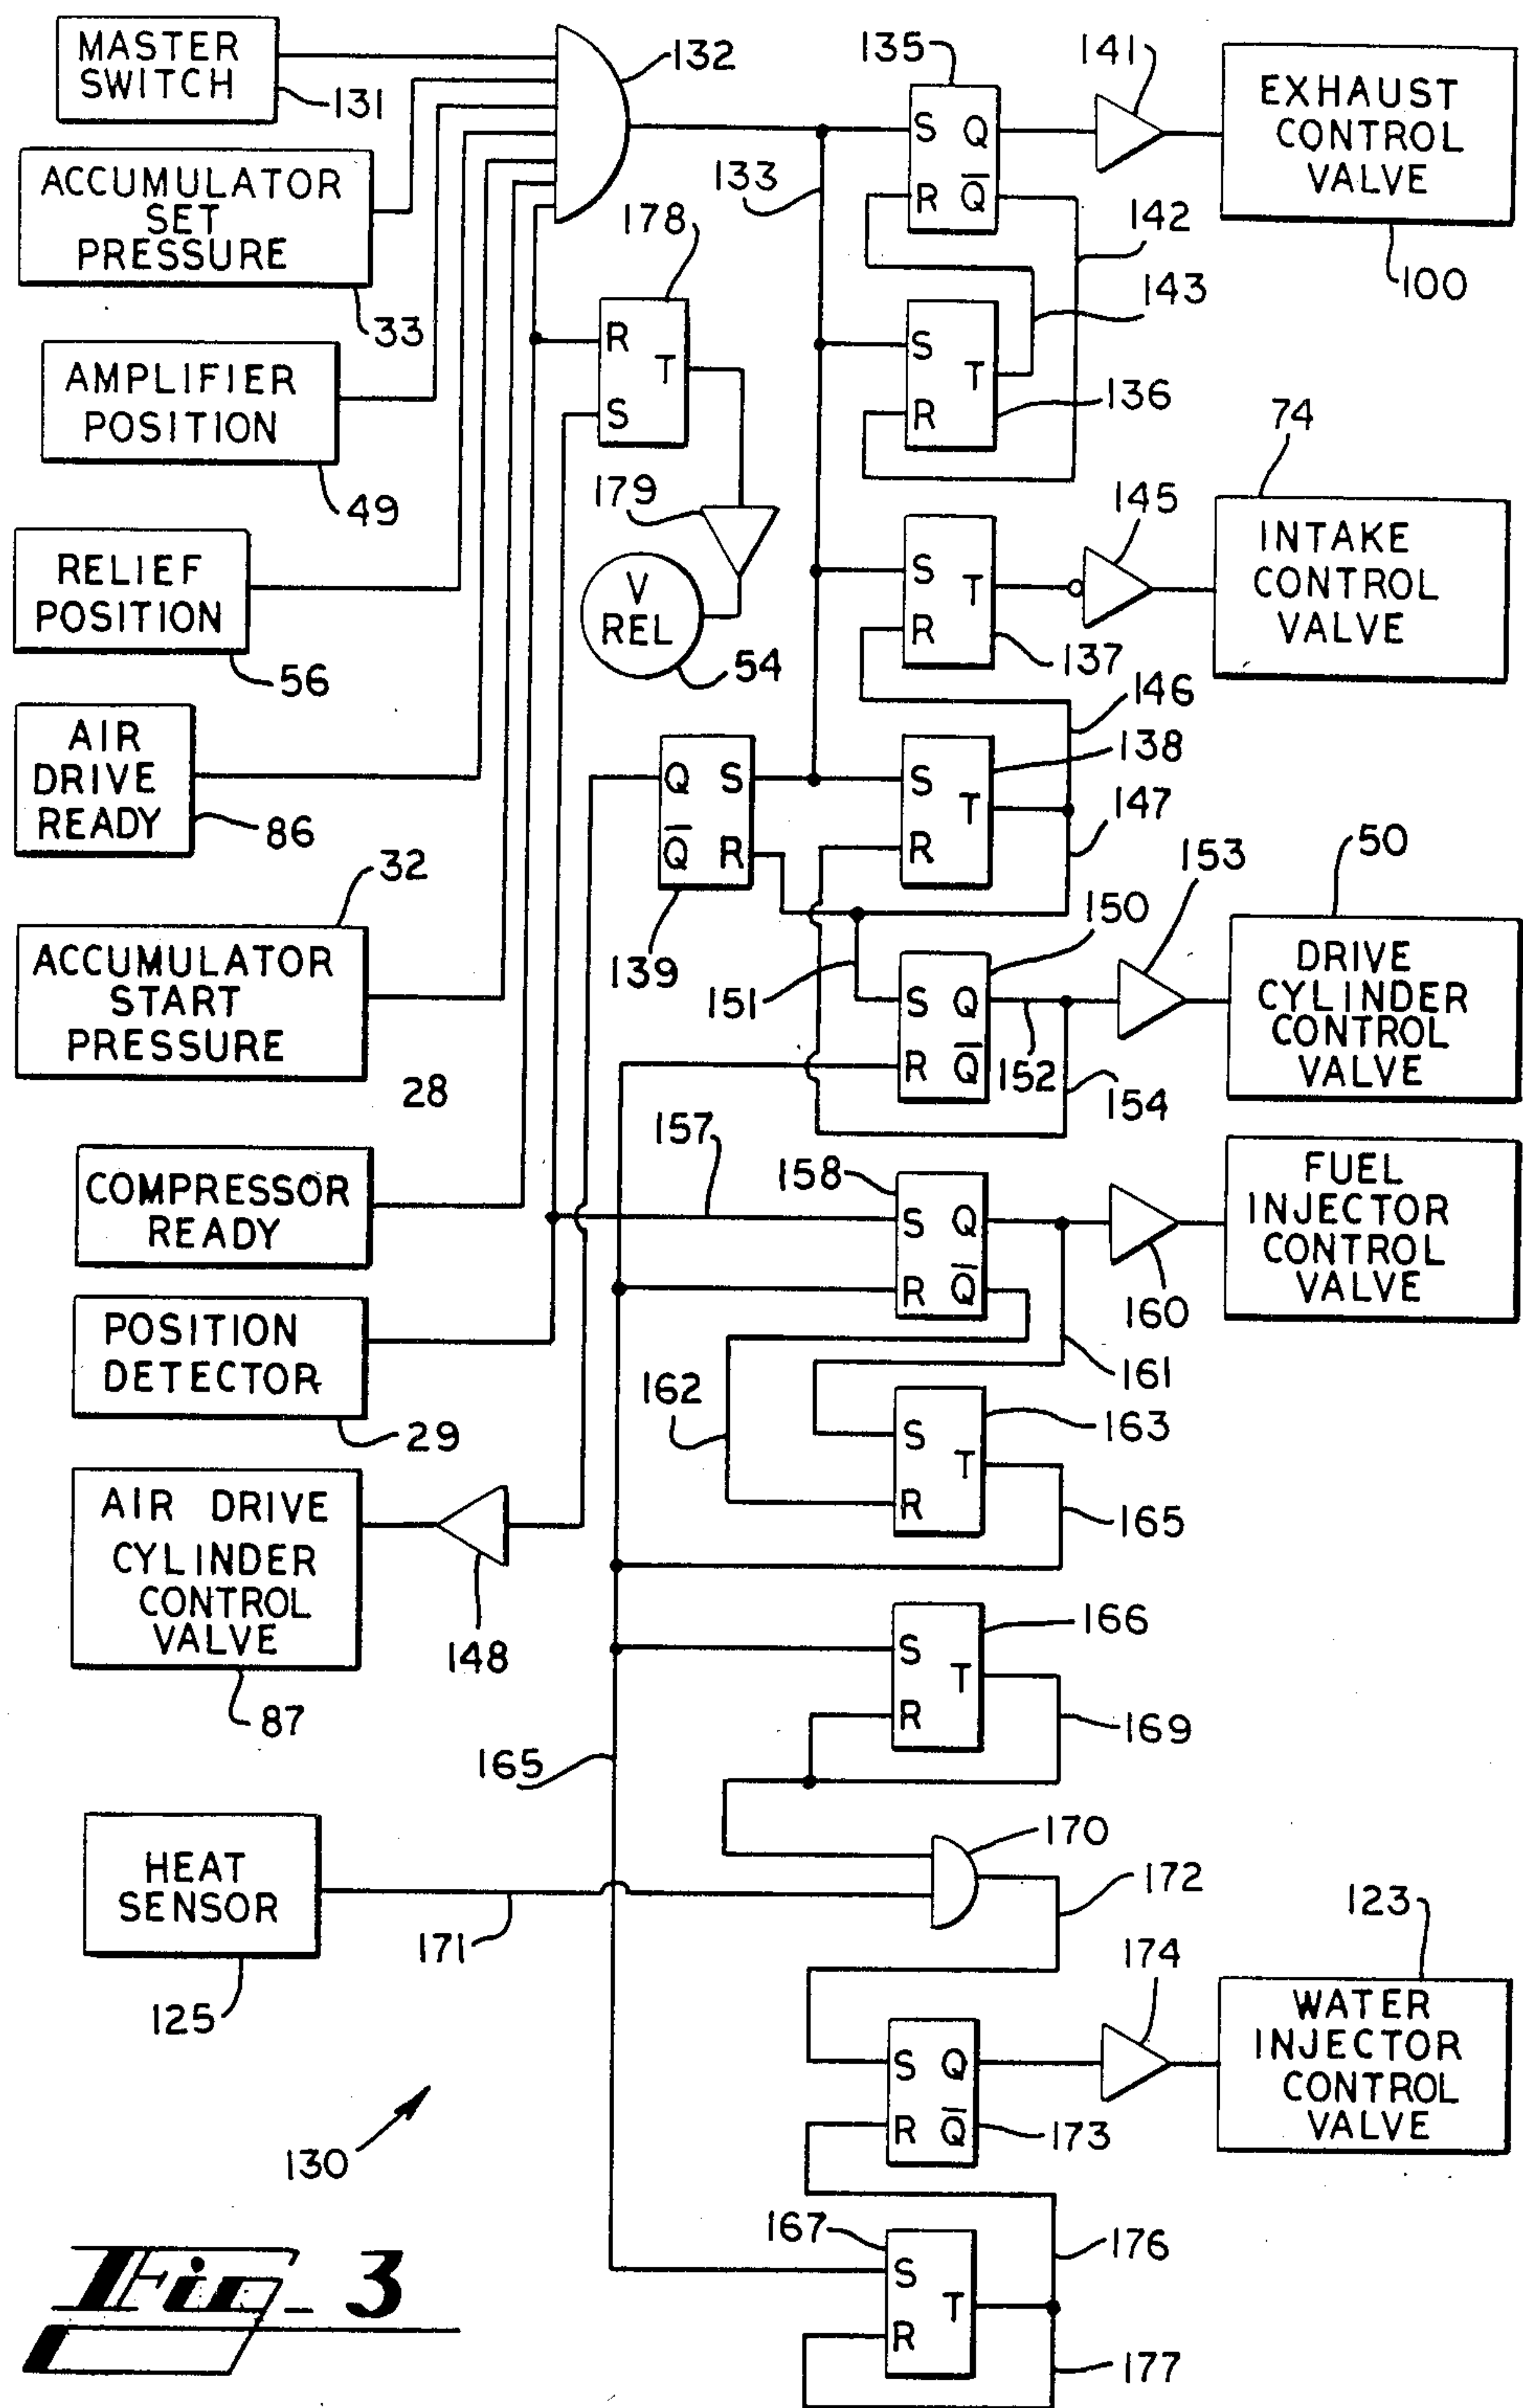 MASTER
SWITCH
131
132
135
141
EXHAUST
CONTROL
VALVE
100
S Q
R Q̅
133
142
143
ACCUMULATOR
SET
PRESSURE
33
178
R
T
S
S
T
R
136
AMPLIFIER
POSITION
49
179
V
REL
54
74
145
INTAKE
CONTROL
VALVE
S
T
R
137
RELIEF
POSITION
56
146
138
AIR
DRIVE
READY
86
Q S
Q̅ R
139
S
T
R
147
32
ACCUMULATOR
START
PRESSURE
28
151
150
S Q
R Q̅
152
153
154
50
DRIVE
CYLINDER
CONTROL
VALVE
157
158
COMPRESSOR
READY
S Q
R Q̅
160
FUEL
INJECTOR
CONTROL
VALVE
161
POSITION
DETECTOR
29
162
S
T
R
163
165
AIR DRIVE
CYLINDER
CONTROL
VALVE
87
148
S
T
R
166
169
165
HEAT
SENSOR
125
171
170
172
174
123
WATER
INJECTOR
CONTROL
VALVE
S Q
R Q̅
173
130
167
S
T
R
176
177
Fig_ 3